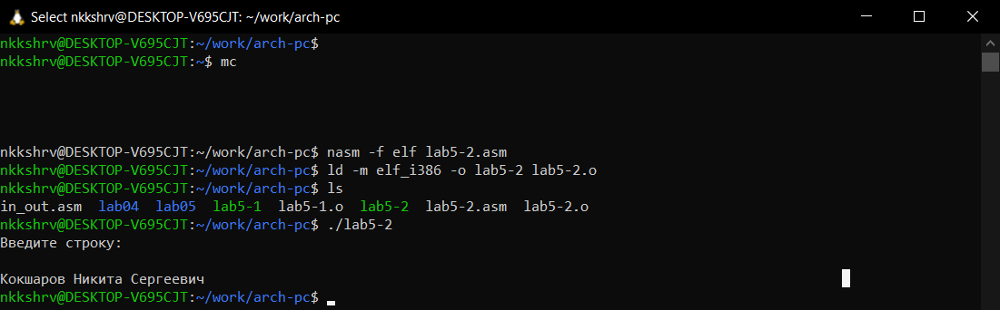 Select nkkshrv@DESKTOP-V695CJT: ~/work/arch-pc
nkkshrv@DESKTOP-V695CJT:~/work/arch-pc$
nkkshrv@DESKTOP-V695CJT:~$ mc
nkkshrv@DESKTOP-V695CJT:~/work/arch-pc$ nasm -f elf lab5-2.asm
nkkshrv@DESKTOP-V695CJT:~/work/arch-pc$ ld -m elf_i386 -o lab5-2 lab5-2.o
nkkshrv@DESKTOP-V695CJT:~/work/arch-pc$ ls
in_out.asm  lab04  lab05  lab5-1  lab5-1.o  lab5-2  lab5-2.asm  lab5-2.o
nkkshrv@DESKTOP-V695CJT:~/work/arch-pc$ ./lab5-2
Введите строку:
Кокшаров Никита Сергеевич
nkkshrv@DESKTOP-V695CJT:~/work/arch-pc$